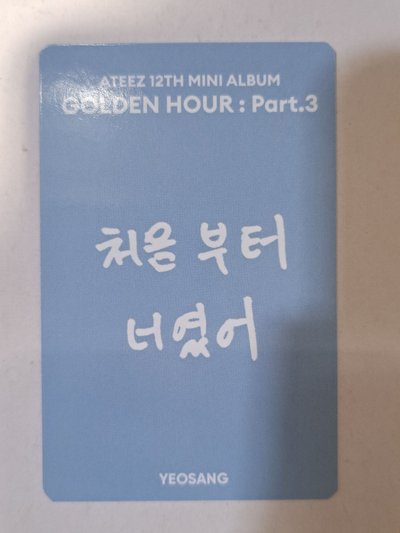 ATEEZ 12TH MINI ALBUM
GOLDEN HOUR : Part.3
처음 부터
너였어
YEOSANG